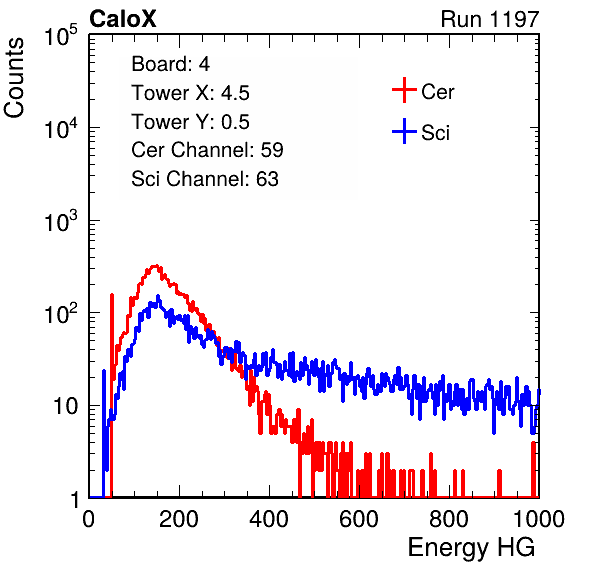 CaloX Run 1197
Counts
10^5
10^4
10^3
10^2
10
1
Board: 4
Tower X: 4.5
Tower Y: 0.5
Cer Channel: 59
Sci Channel: 63
Cer
Sci
0 200 400 600 800 1000
Energy HG